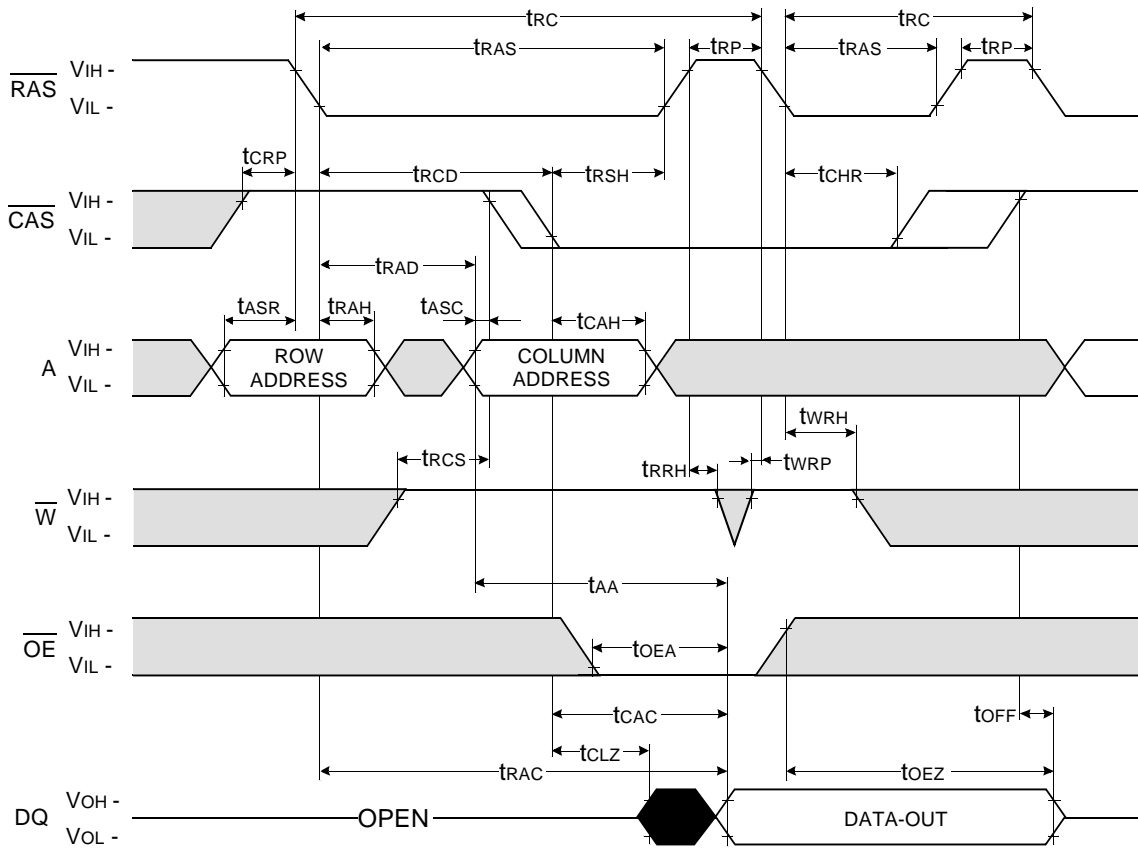 tRC tRC
tRAS tRP tRAS tRP
RAS VIH -
VIL -
tCRP tRCD tRSH tCHR
CAS VIH -
VIL -
tRAD
tASR tRAH tASC tCAH
A VIH -
VIL -
ROW ADDRESS
COLUMN ADDRESS
tWRH
tRCS tRRH tWRP
W VIH -
VIL -
tAA
OE VIH -
VIL -
tOEA
tCAC tOFF
tCLZ
tRAC tOEZ
DQ VOH -
VOL -
OPEN DATA-OUT